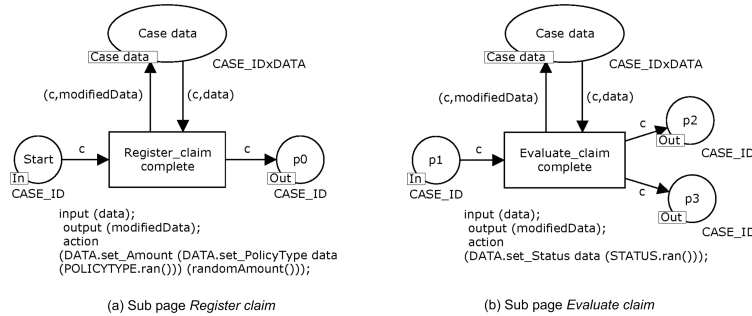 Case data
Case data
CASE_IDxDATA
(c,modifiedData)
(c,data)
Start
In
CASE_ID
c
Register_claim
complete
c
p0
Out
CASE_ID
input (data);
output (modifiedData);
action
(DATA.set_Amount (DATA.set_PolicyType data
(POLICYTYPE.ran())) (randomAmount()));
(a) Sub page Register claim
Case data
Case data
CASE_IDxDATA
(c,modifiedData)
(c,data)
p1
In
CASE_ID
c
Evaluate_claim
complete
c
p2
Out
CASE_ID
c
p3
Out
CASE_ID
input (data);
output (modifiedData);
action
(DATA.set_Status data (STATUS.ran()));
(b) Sub page Evaluate claim